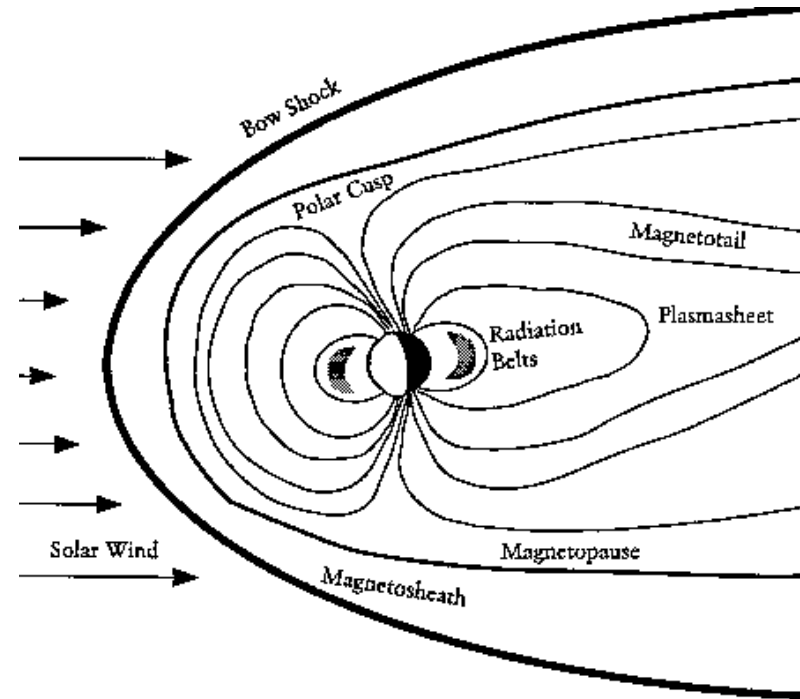 Bow Shock
Polar Cusp
Magnetotail
Plasmasheet
Radiation
Belts
Solar Wind
Magnetopause
Magnetosheath